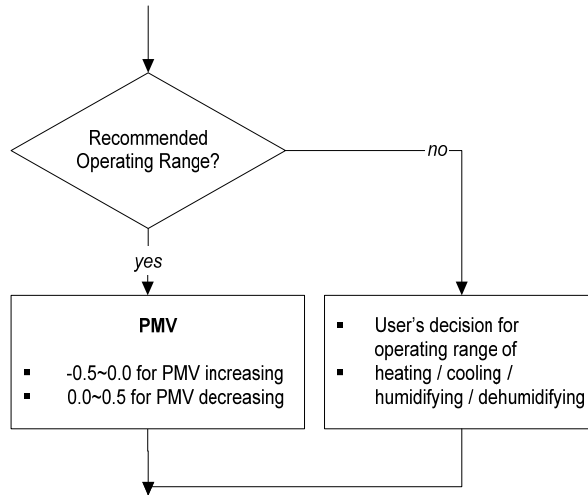 Recommended
Operating Range?
no
yes
PMV
▪ -0.5~0.0 for PMV increasing
▪ 0.0~0.5 for PMV decreasing
▪ User’s decision for
operating range of
▪ heating / cooling /
humidifying / dehumidifying